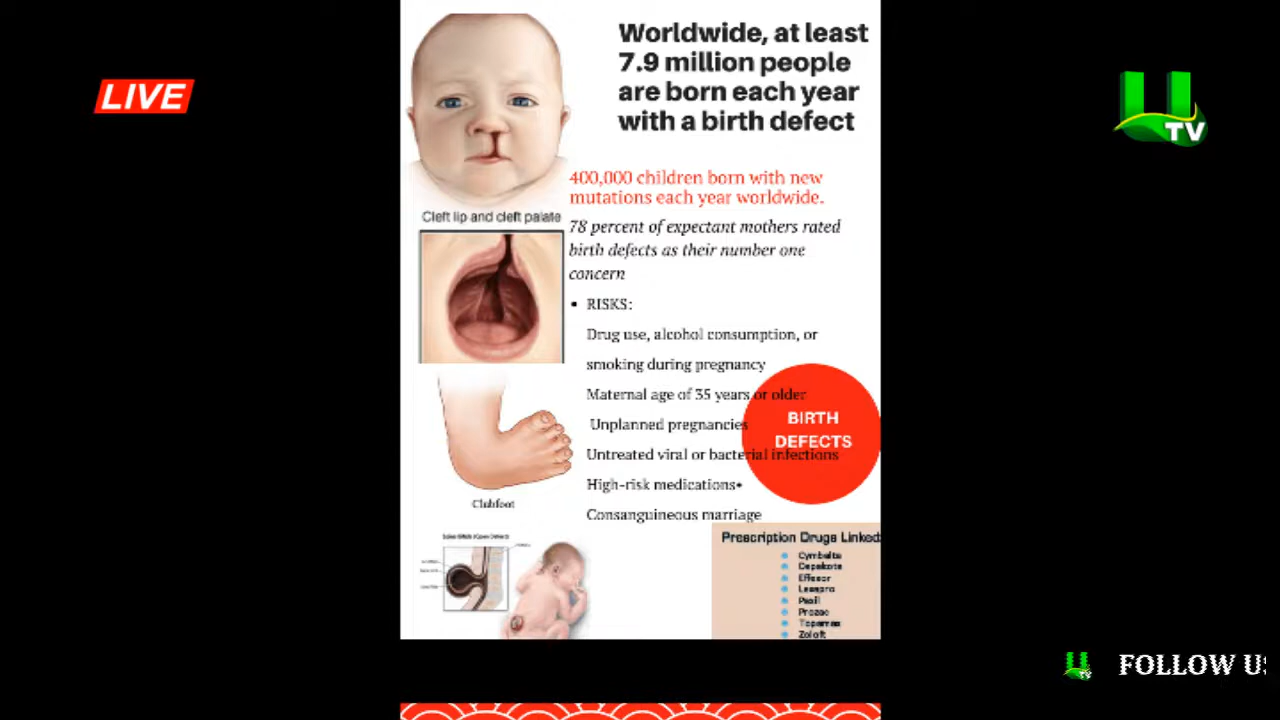 LIVE
U
TV
Worldwide, at least
7.9 million people
are born each year
with a birth defect
400,000 children born with new
mutations each year worldwide.
78 percent of expectant mothers rated
birth defects as their number one
concern
Cleft lip and cleft palate
• RISKS:
Drug use, alcohol consumption, or
smoking during pregnancy
Maternal age of 35 years or older
Unplanned pregnancies
Untreated viral or bacterial infections
High-risk medications•
Consanguineous marriage
BIRTH
DEFECTS
Clubfoot
Prescription Drugs Linked
Cymbalta
Depakote
Effexor
Lexapro
Paxil
Prozac
Topamax
Zoloft
TV
FOLLOW US